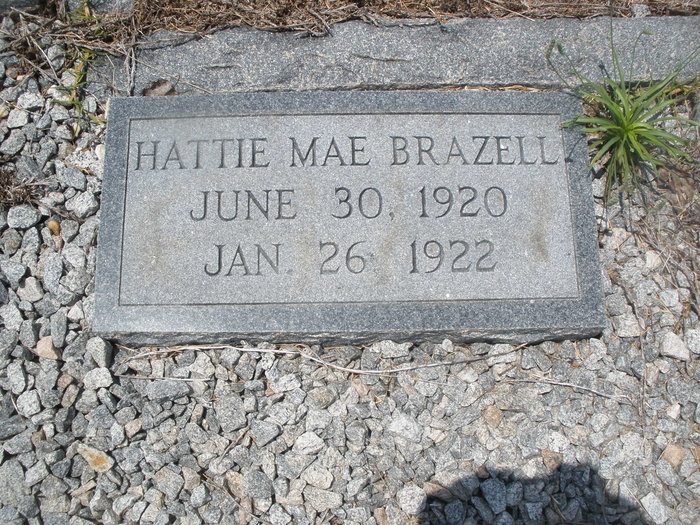 HATTIE MAE BRAZELL
JUNE 30, 1920
JAN. 26 1922